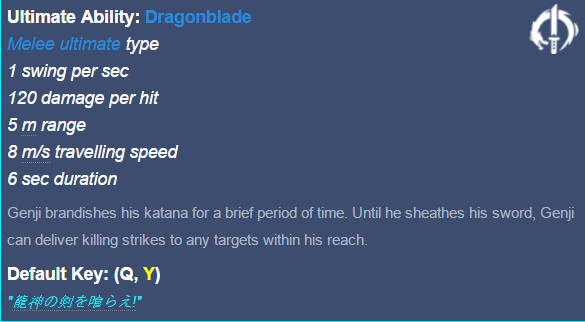 Ultimate Ability: Dragonblade
Melee ultimate type
1 swing per sec
120 damage per hit
5 m range
8 m/s travelling speed
6 sec duration
Genji brandishes his katana for a brief period of time. Until he sheathes his sword, Genji
can deliver killing strikes to any targets within his reach.
Default Key: (Q, Y)
"龍神の剣を喰らえ!"